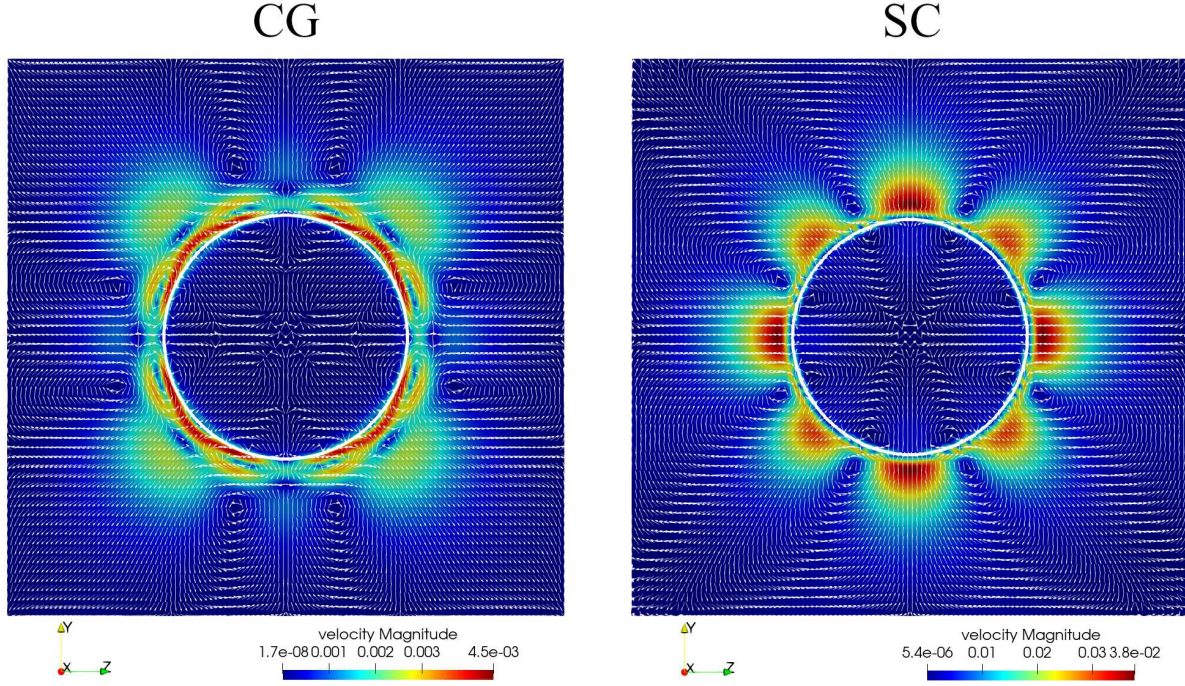 CG
SC
Y
X
Z
velocity Magnitude
1.7e-08 0.001 0.002 0.003 4.5e-03
Y
X
Z
velocity Magnitude
5.4e-06 0.01 0.02 0.03 3.8e-02